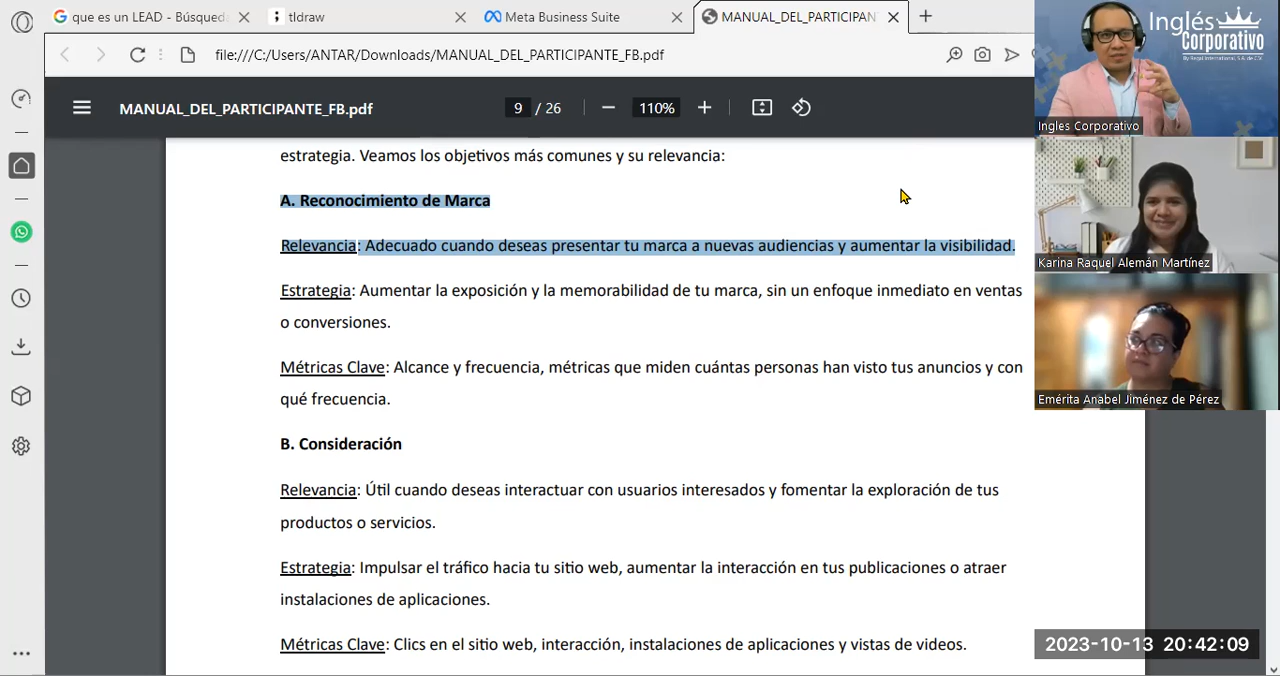 que es un LEAD - Búsqued
tldraw
Meta Business Suite
MANUAL_DEL_PARTICIPAN
file:///C:/Users/ANTAR/Downloads/MANUAL_DEL_PARTICIPANTE_FB.pdf
MANUAL_DEL_PARTICIPANTE_FB.pdf
9 / 26
110%
estrategia. Veamos los objetivos más comunes y su relevancia:
A. Reconocimiento de Marca
Relevancia: Adecuado cuando deseas presentar tu marca a nuevas audiencias y aumentar la visibilidad.
Estrategia: Aumentar la exposición y la memorabilidad de tu marca, sin un enfoque inmediato en ventas
o conversiones.
Métricas Clave: Alcance y frecuencia, métricas que miden cuántas personas han visto tus anuncios y con
qué frecuencia.
B. Consideración
Relevancia: Útil cuando deseas interactuar con usuarios interesados y fomentar la exploración de tus
productos o servicios.
Estrategia: Impulsar el tráfico hacia tu sitio web, aumentar la interacción en tus publicaciones o atraer
instalaciones de aplicaciones.
Métricas Clave: Clics en el sitio web, interacción, instalaciones de aplicaciones y vistas de videos.
Inglés
Corporativo
By Regal International, S.A. de C.V.
Ingles Corporativo
Karina Raquel Alemán Martínez
Emérita Anabel Jiménez de Pérez
2023-10-13 20:42:09